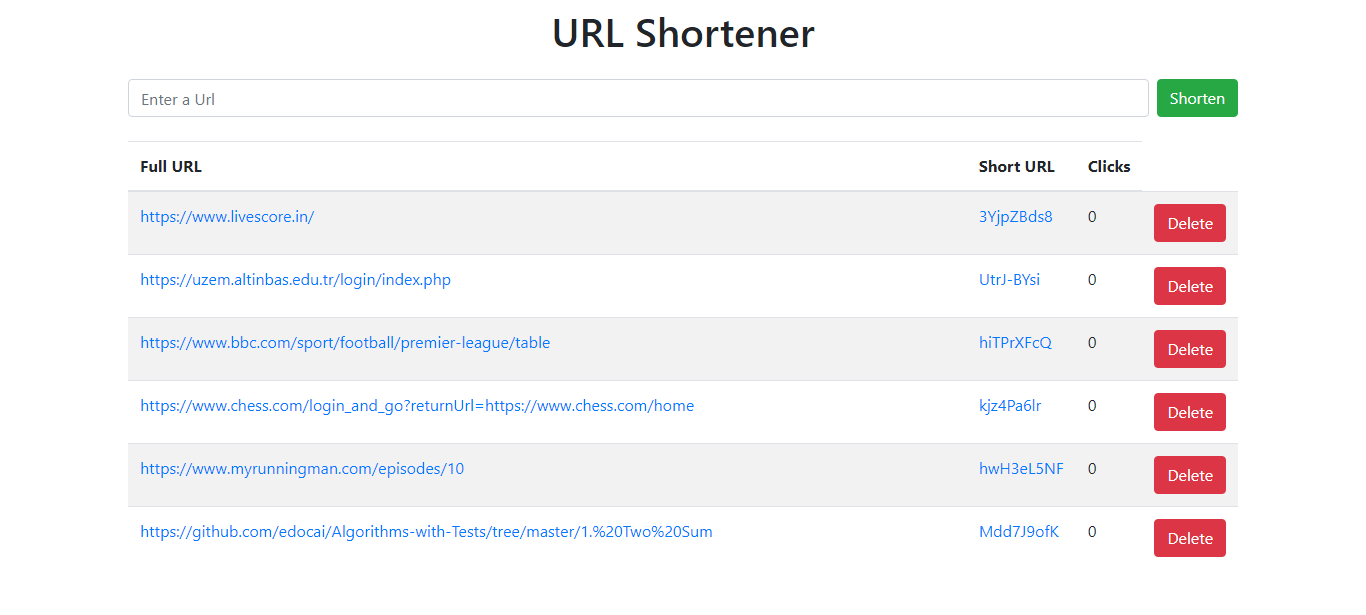 URL Shortener
Enter a Url Shorten
Full URL Short URL Clicks
https://www.livescore.in/ 3YjpZBds8 0 Delete
https://uzem.altinbas.edu.tr/login/index.php UtrJ-BYsi 0 Delete
https://www.bbc.com/sport/football/premier-league/table hiTPrXFcQ 0 Delete
https://www.chess.com/login_and_go?returnUrl=https://www.chess.com/home kjz4Pa6lr 0 Delete
https://www.myrunningman.com/episodes/10 hwH3eL5NF 0 Delete
https://github.com/edocai/Algorithms-with-Tests/tree/master/1.%20Two%20Sum Mdd7J9ofK 0 Delete